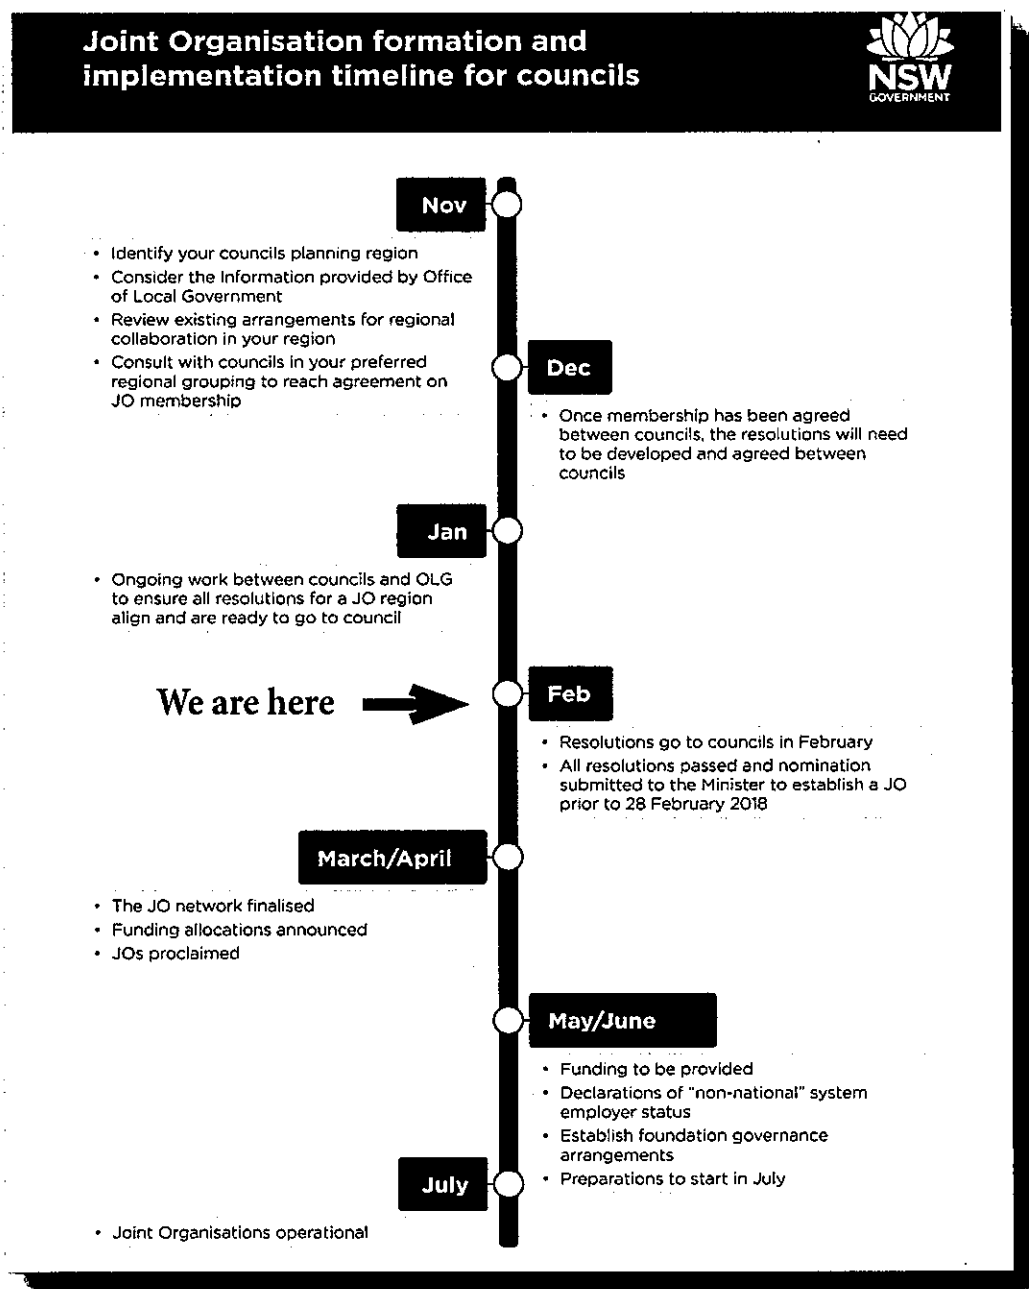 Joint Organisation formation and
implementation timeline for councils
NSW
GOVERNMENT
Nov
• Identify your councils planning region
• Consider the Information provided by Office
of Local Government
• Review existing arrangements for regional
collaboration in your region
• Consult with councils in your preferred
regional grouping to reach agreement on
JO membership
Dec
• Once membership has been agreed
between councils, the resolutions will need
to be developed and agreed between
councils
Jan
• Ongoing work between councils and OLG
to ensure all resolutions for a JO region
align and are ready to go to council
We are here
Feb
• Resolutions go to councils in February
• All resolutions passed and nomination
submitted to the Minister to establish a JO
prior to 28 February 2018
March/April
• The JO network finalised
• Funding allocations announced
• JOs proclaimed
May/June
• Funding to be provided
• Declarations of "non-national" system
employer status
• Establish foundation governance
arrangements
• Preparations to start in July
July
• Joint Organisations operational